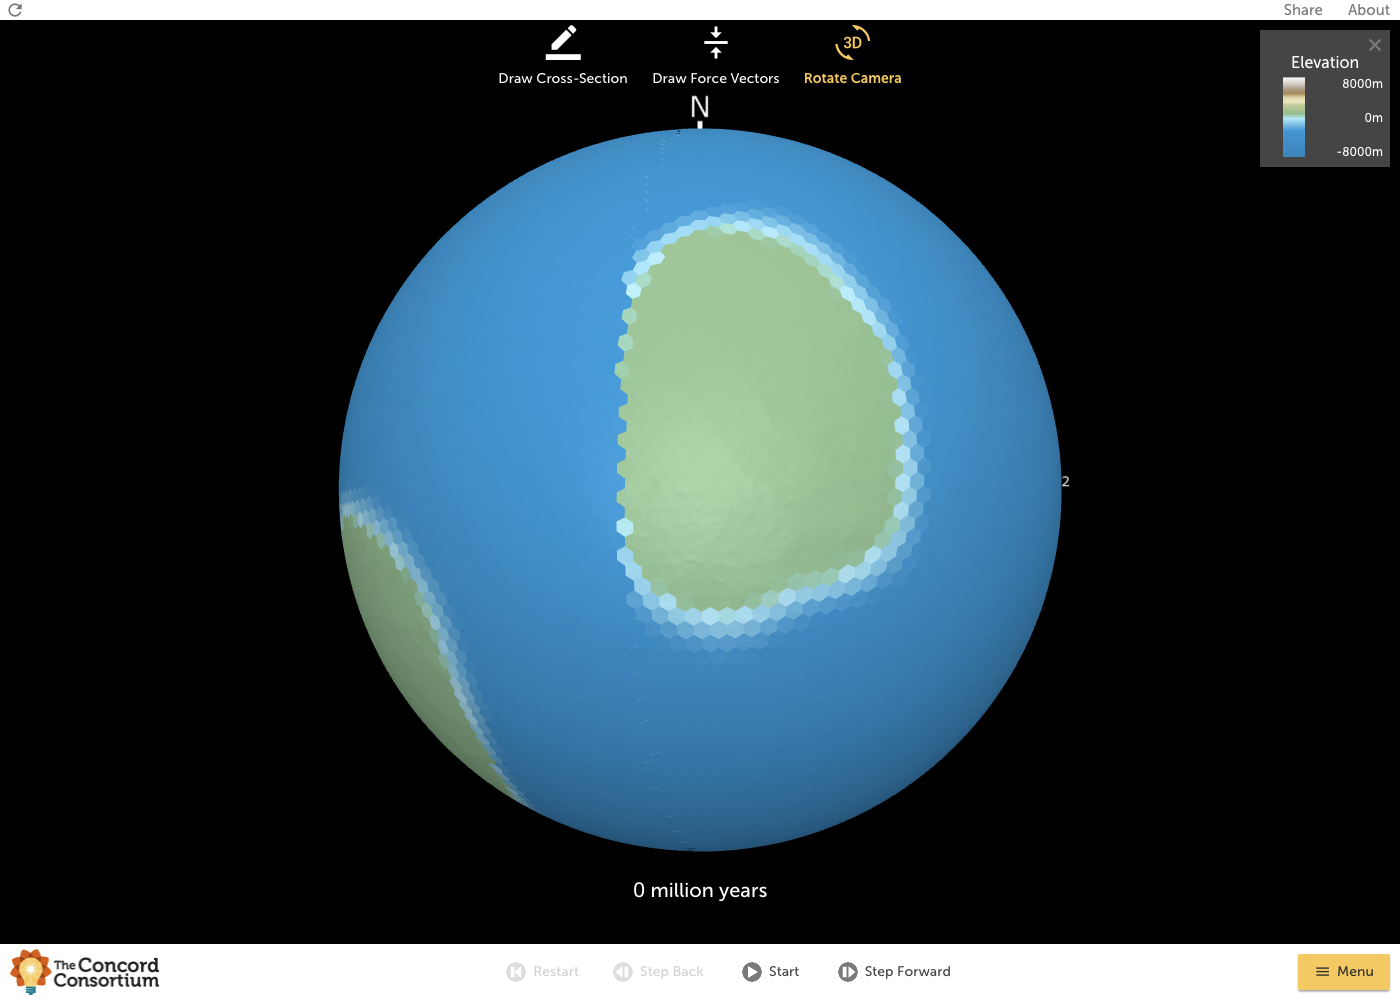 Share About
Draw Cross-Section Draw Force Vectors Rotate Camera
3D
Elevation
8000m
0m
-8000m
N
2
0 million years
The Concord
Consortium
Restart Step Back Start Step Forward
Menu